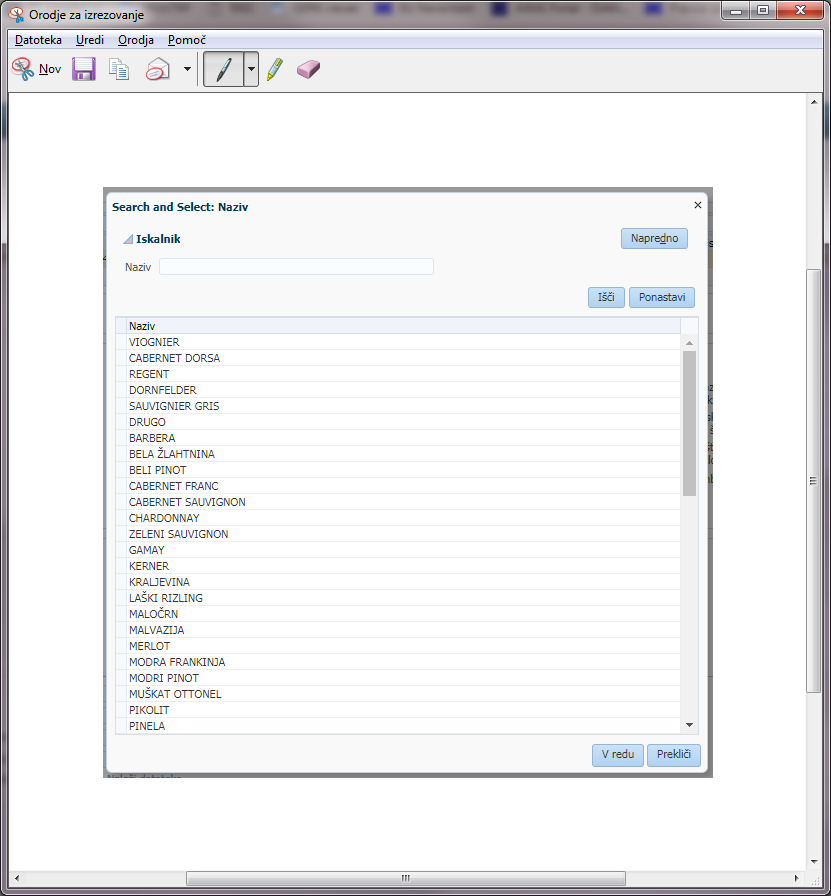 Orodje za izrezovanje
Datoteka Uredi Orodja Pomoč
Nov
Search and Select: Naziv
Iskalnik
Napredno
Naziv
Išči Ponastavi
Naziv
VIOGNIER
CABERNET DORSA
REGENT
DORNFELDER
SAUVIGNIER GRIS
DRUGO
BARBERA
BELA ŽLAHTNINA
BELI PINOT
CABERNET FRANC
CABERNET SAUVIGNON
CHARDONNAY
ZELENI SAUVIGNON
GAMAY
KERNER
KRALJEVINA
LAŠKI RIZLING
MALOČRN
MALVAZIJA
MERLOT
MODRA FRANKINJA
MODRI PINOT
MUŠKAT OTTONEL
PIKOLIT
PINELA
V redu Prekliči